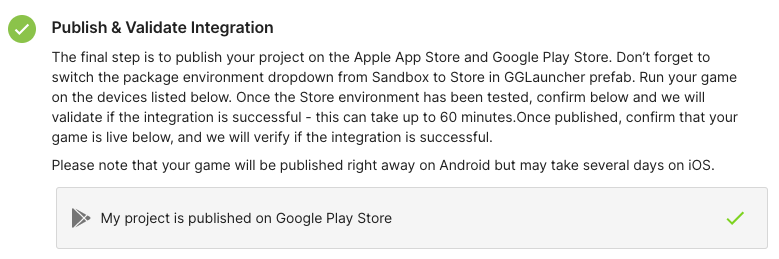 Publish & Validate Integration
The final step is to publish your project on the Apple App Store and Google Play Store. Don’t forget to
switch the package environment dropdown from Sandbox to Store in GGLauncher prefab. Run your game
on the devices listed below. Once the Store environment has been tested, confirm below and we will
validate if the integration is successful - this can take up to 60 minutes.Once published, confirm that your
game is live below, and we will verify if the integration is successful.
Please note that your game will be published right away on Android but may take several days on iOS.
My project is published on Google Play Store